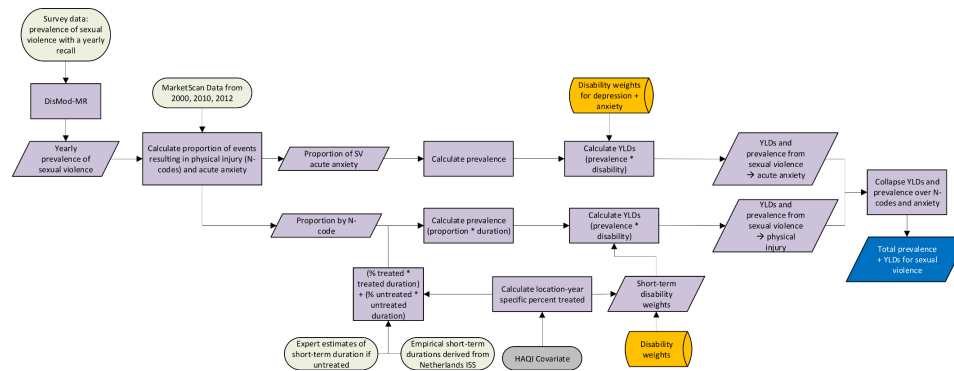 Survey data:
prevalence of sexual
violence with a yearly
recall
DisMod-MR
Yearly
prevalence of
sexual violence
MarketScan Data from
2000, 2010, 2012
Calculate proportion of events
resulting in physical injury (N-
codes) and acute anxiety
Proportion of SV
acute anxiety
Calculate prevalence
Disability weights
for depression +
anxiety
Calculate YLDs
(prevalence *
disability)
YLDs and
prevalence from
sexual violence
→ acute anxiety
Collapse YLDs and
prevalence over N-
codes and anxiety
Proportion by N-
code
Calculate prevalence
(proportion * duration)
Calculate YLDs
(prevalence *
disability)
YLDs and
prevalence from
sexual violence
→ physical
injury
Total prevalence
+ YLDs for sexual
violence
(% treated *
treated duration)
+ (% untreated *
untreated
duration)
Calculate location-year
specific percent treated
Short-term
disability
weights
Expert estimates of
short-term duration if
untreated
Empirical short-term
durations derived from
Netherlands ISS
HAQI Covariate
Disability
weights